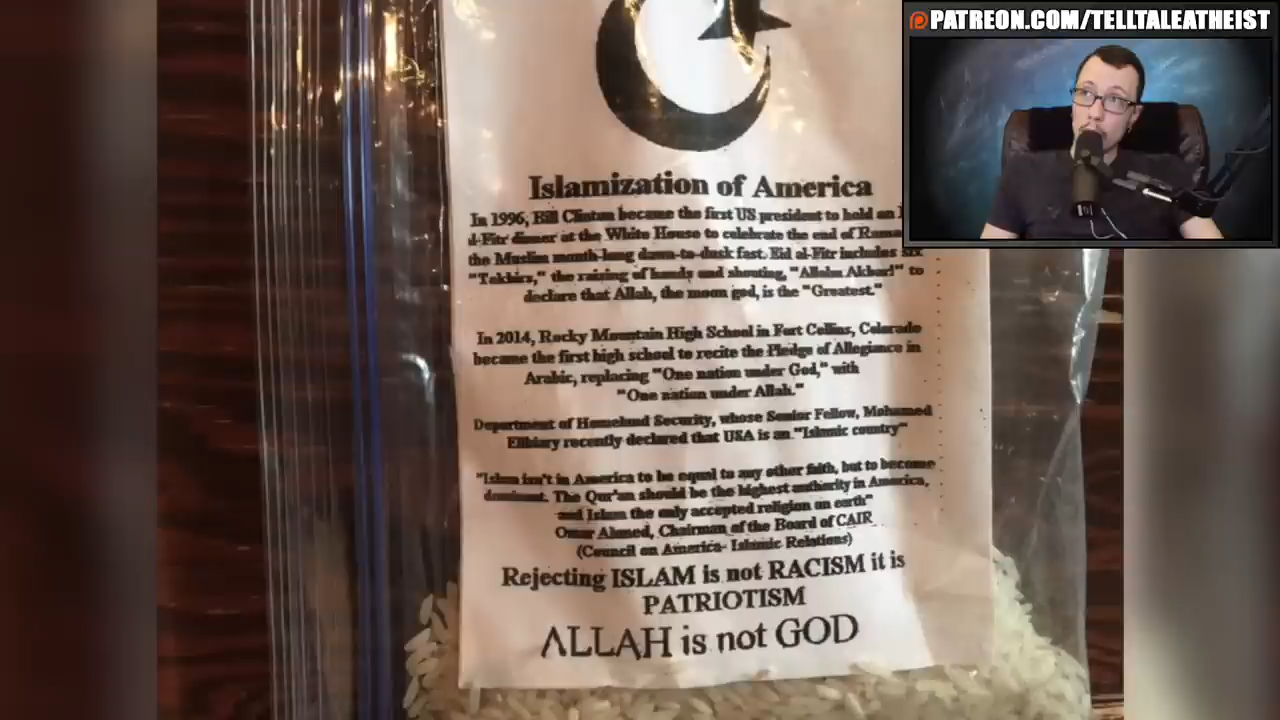 PATREON.COM/TELLTALEATHEIST
Islamization of America
In 1996, Bill Clinton became the first US president to hold an
d-Fitr dinner at the White House to celebrate the end of Rama
the Muslim month-long dawn-to-dusk fast. Eid al-Fitr includes six
"Takbirs," the raising of hands and shouting, "Allahu Akbar!" to
declare that Allah, the moon god, is the "Greatest."
In 2014, Rocky Mountain High School in Fort Collins, Colorado
became the first high school to recite the Pledge of Allegiance in
Arabic, replacing "One nation under God," with
"One nation under Allah."
Department of Homeland Security, whose Senior Fellow, Mohamed
Elibiary recently declared that USA is an "Islamic country"
"Islam isn't in America to be equal to any other faith, but to become
dominant. The Qur'an should be the highest authority in America,
and Islam the only accepted religion on earth"
Omar Ahmed, Chairman of the Board of CAIR
(Council on America- Islamic Relations)
Rejecting ISLAM is not RACISM it is
PATRIOTISM
ALLAH is not GOD